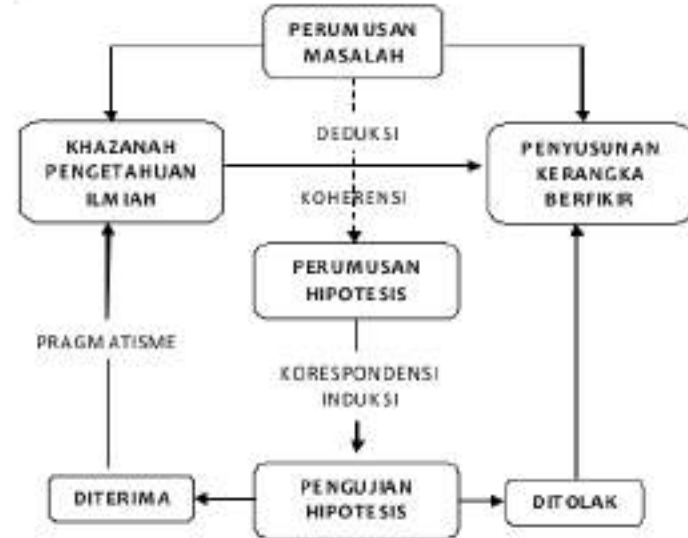 PERUMUSAN
MASALAH
DEDUKSI
KHAZANAH
PENGETAHUAN
ILMIAH
PENYUSUNAN
KERANGKA
BERFIKIR
KOHERENSI
PERUMUSAN
HIPOTESIS
PRAGMATISME
KORESPONDENSI
INDUKSI
DITERIMA
PENGUJIAN
HIPOTESIS
DITOLAK